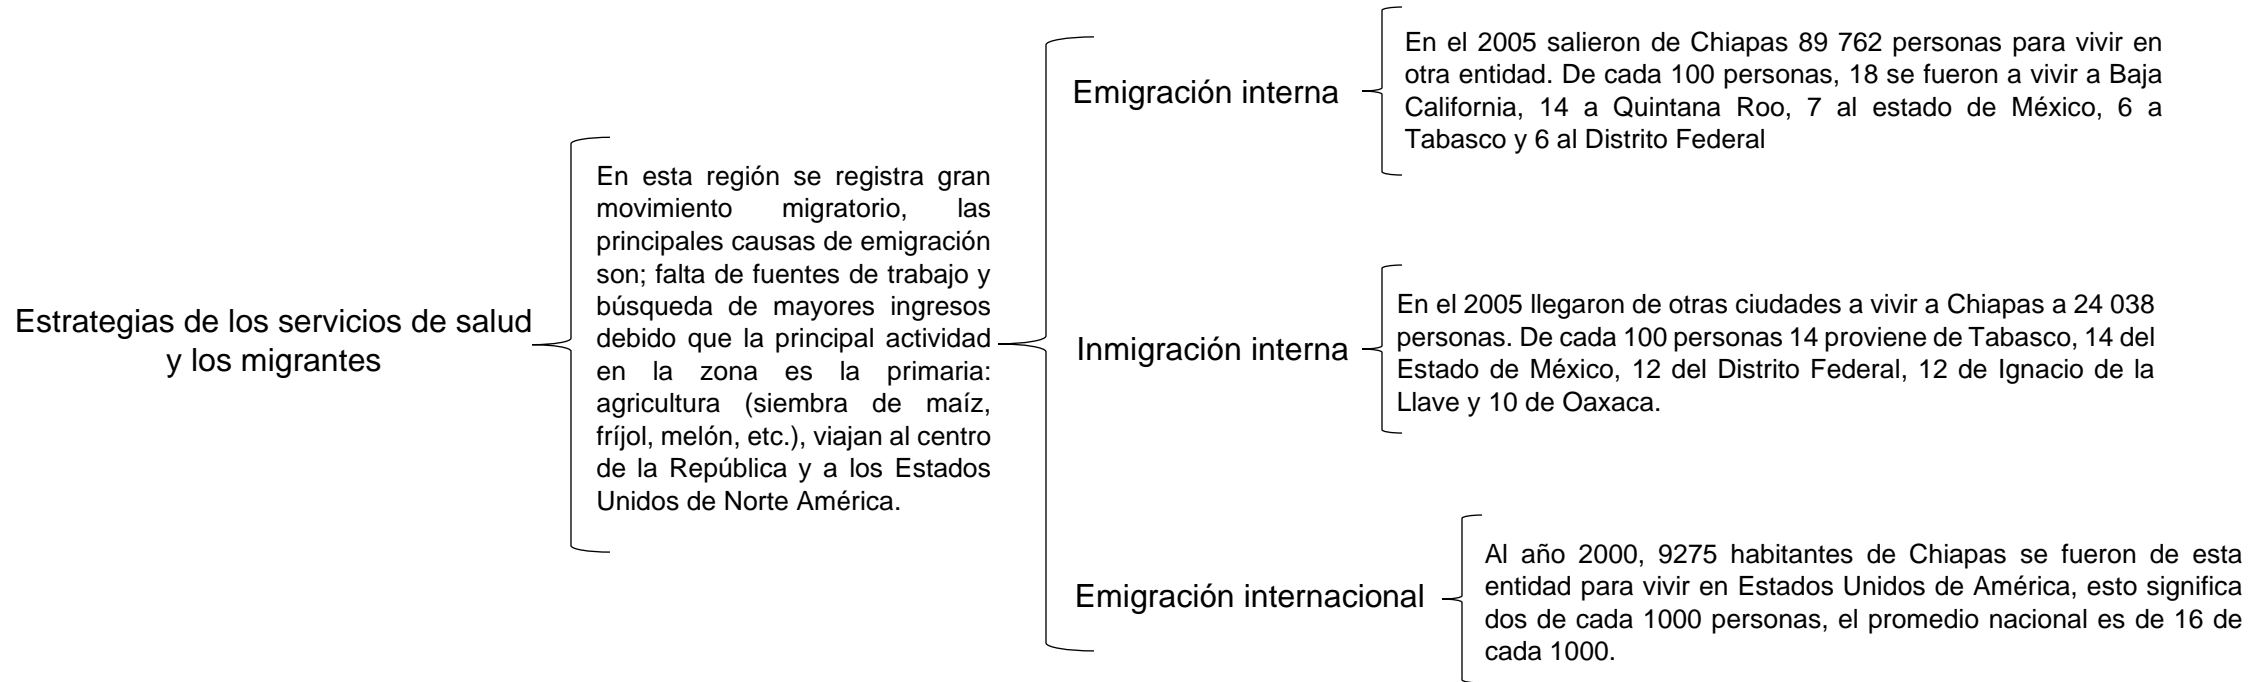 Estrategias de los servicios de salud
y los migrantes
En esta región se registra gran
movimiento migratorio, las
principales causas de emigración
son; falta de fuentes de trabajo y
búsqueda de mayores ingresos
debido que la principal actividad
en la zona es la primaria:
agricultura (siembra de maíz,
fríjol, melón, etc.), viajan al centro
de la República y a los Estados
Unidos de Norte América.
Emigración interna
En el 2005 salieron de Chiapas 89 762 personas para vivir en
otra entidad. De cada 100 personas, 18 se fueron a vivir a Baja
California, 14 a Quintana Roo, 7 al estado de México, 6 a
Tabasco y 6 al Distrito Federal
Inmigración interna
En el 2005 llegaron de otras ciudades a vivir a Chiapas a 24 038
personas. De cada 100 personas 14 proviene de Tabasco, 14 del
Estado de México, 12 del Distrito Federal, 12 de Ignacio de la
Llave y 10 de Oaxaca.
Emigración internacional
Al año 2000, 9275 habitantes de Chiapas se fueron de esta
entidad para vivir en Estados Unidos de América, esto significa
dos de cada 1000 personas, el promedio nacional es de 16 de
cada 1000.